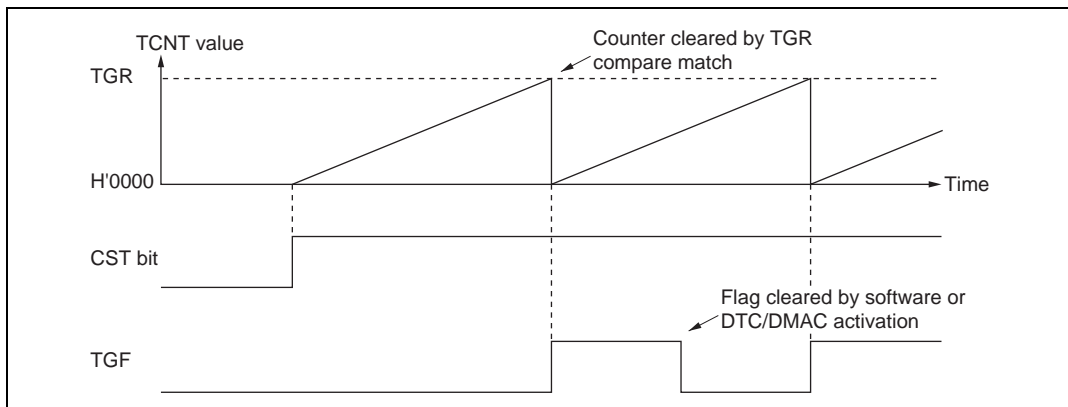 TCNT value
Counter cleared by TGR
compare match
TGR
H'0000
Time
CST bit
Flag cleared by software or
DTC/DMAC activation
TGF